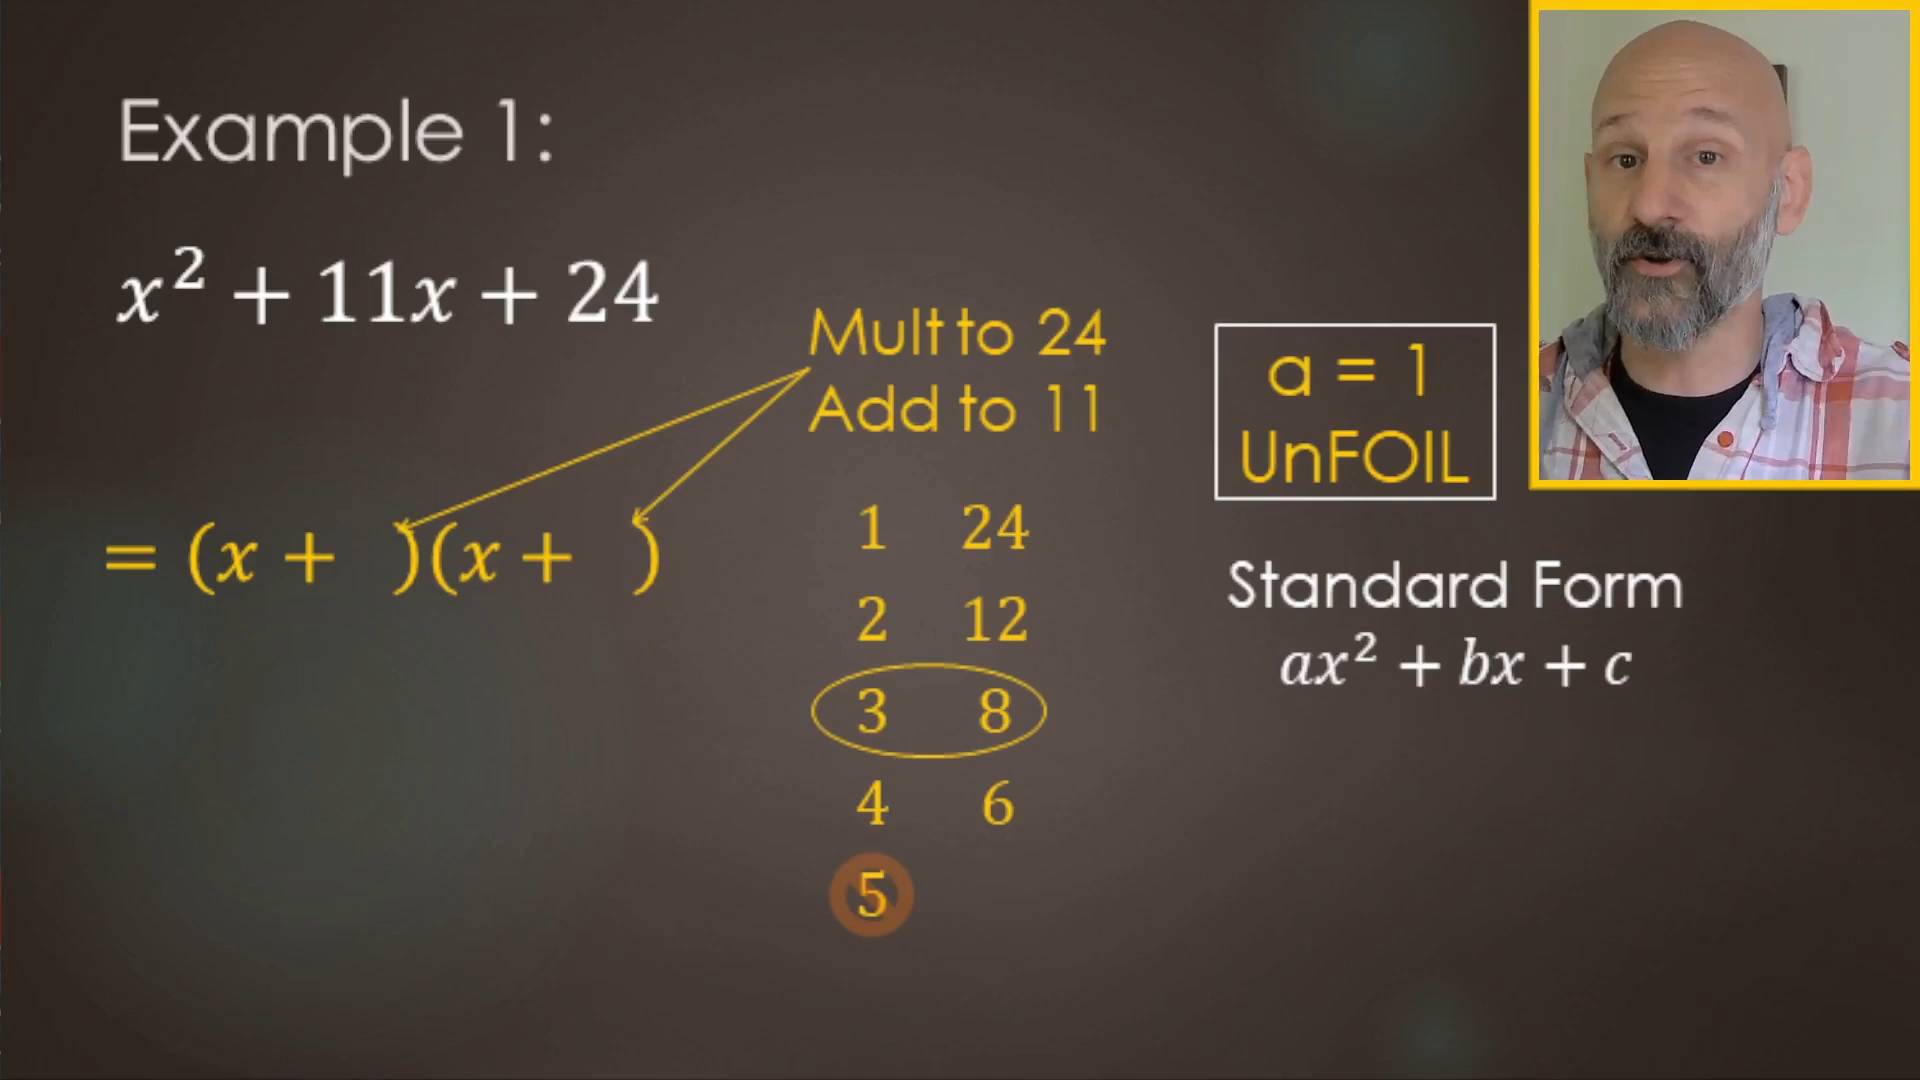 Example 1:
x² + 11x + 24
Mult to 24
Add to 11
a = 1
UnFOIL
= (x + )(x + )
1 24
2 12
3 8
4 6
5
Standard Form
ax² + bx + c